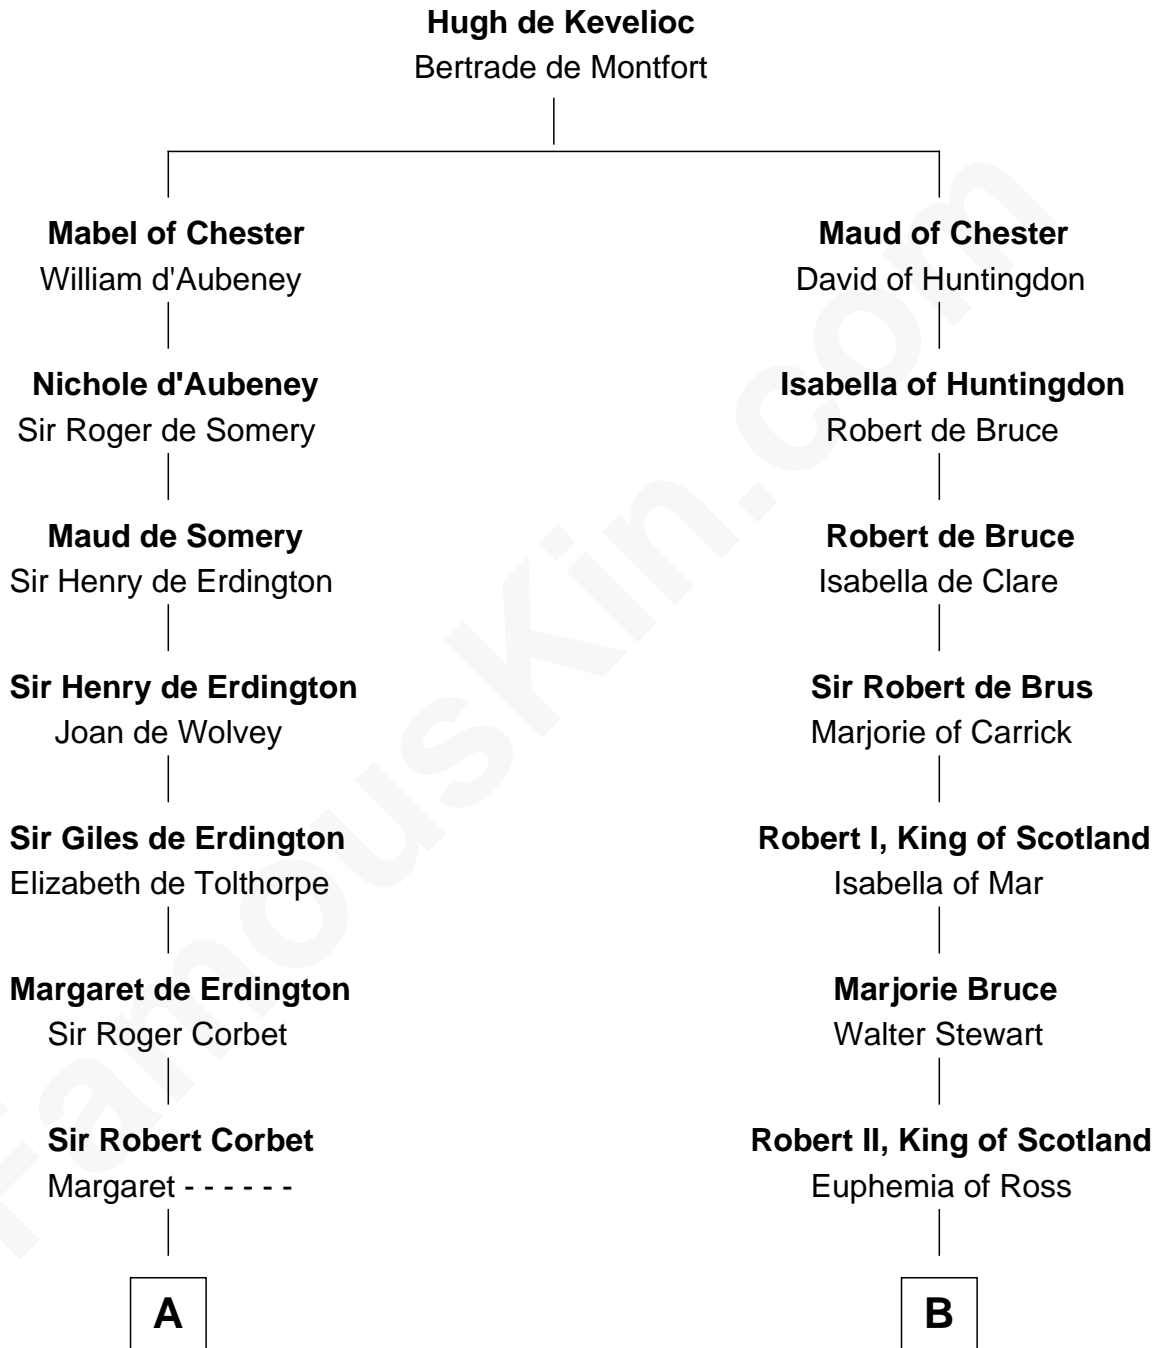 Hugh de Kevelioc
Bertrade de Montfort
Mabel of Chester
William d'Aubeney
Maud of Chester
David of Huntingdon
Nichole d'Aubeney
Sir Roger de Somery
Isabella of Huntingdon
Robert de Bruce
Maud de Somery
Sir Henry de Erdington
Robert de Bruce
Isabella de Clare
Sir Henry de Erdington
Joan de Wolvey
Sir Robert de Brus
Marjorie of Carrick
Sir Giles de Erdington
Elizabeth de Tolthorpe
Robert I, King of Scotland
Isabella of Mar
Margaret de Erdington
Sir Roger Corbet
Marjorie Bruce
Walter Stewart
Sir Robert Corbet
Margaret - - - - - -
Robert II, King of Scotland
Euphemia of Ross
A
B
FamousKin.com